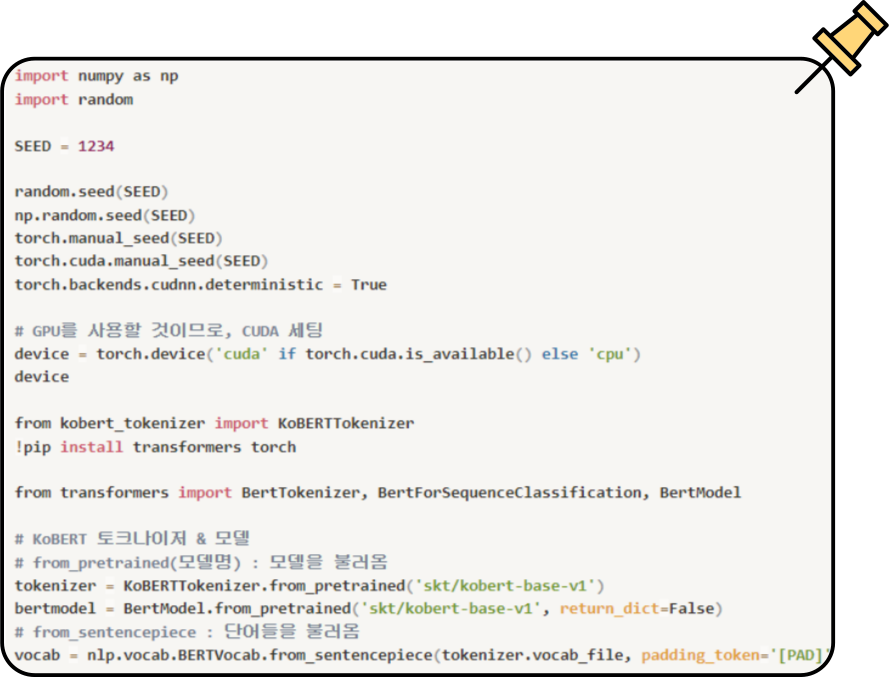 import numpy as np
import random
SEED = 1234
random.seed(SEED)
np.random.seed(SEED)
torch.manual_seed(SEED)
torch.cuda.manual_seed(SEED)
torch.backends.cudnn.deterministic = True
# GPU를 사용할 것이므로, CUDA 세팅
device = torch.device('cuda' if torch.cuda.is_available() else 'cpu')
device
from kobert_tokenizer import KoBERTTokenizer
!pip install transformers torch
from transformers import BertTokenizer, BertForSequenceClassification, BertModel
# KoBERT 토크나이저 & 모델
# from_pretrained(모델명) : 모델을 불러옴
tokenizer = KoBERTTokenizer.from_pretrained('skt/kobert-base-v1')
bertmodel = BertModel.from_pretrained('skt/kobert-base-v1', return_dict=False)
# from_sentencepiece : 단어들을 불러옴
vocab = nlp.vocab.BERTVocab.from_sentencepiece(tokenizer.vocab_file, padding_token='[PAD]'